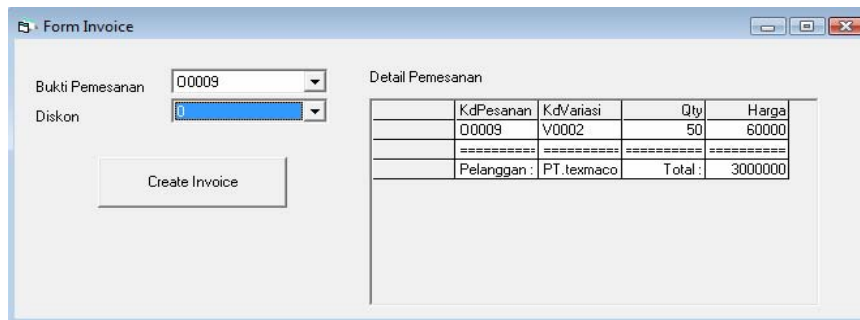 Form Invoice
Bukti Pemesanan O0009
Diskon 0
Create Invoice
Detail Pemesanan
KdPesanan KdVariasi Qty Harga
O0009 V0002 50 60000
========== ========== ========== ==========
Pelanggan : PT.texmaco Total : 3000000